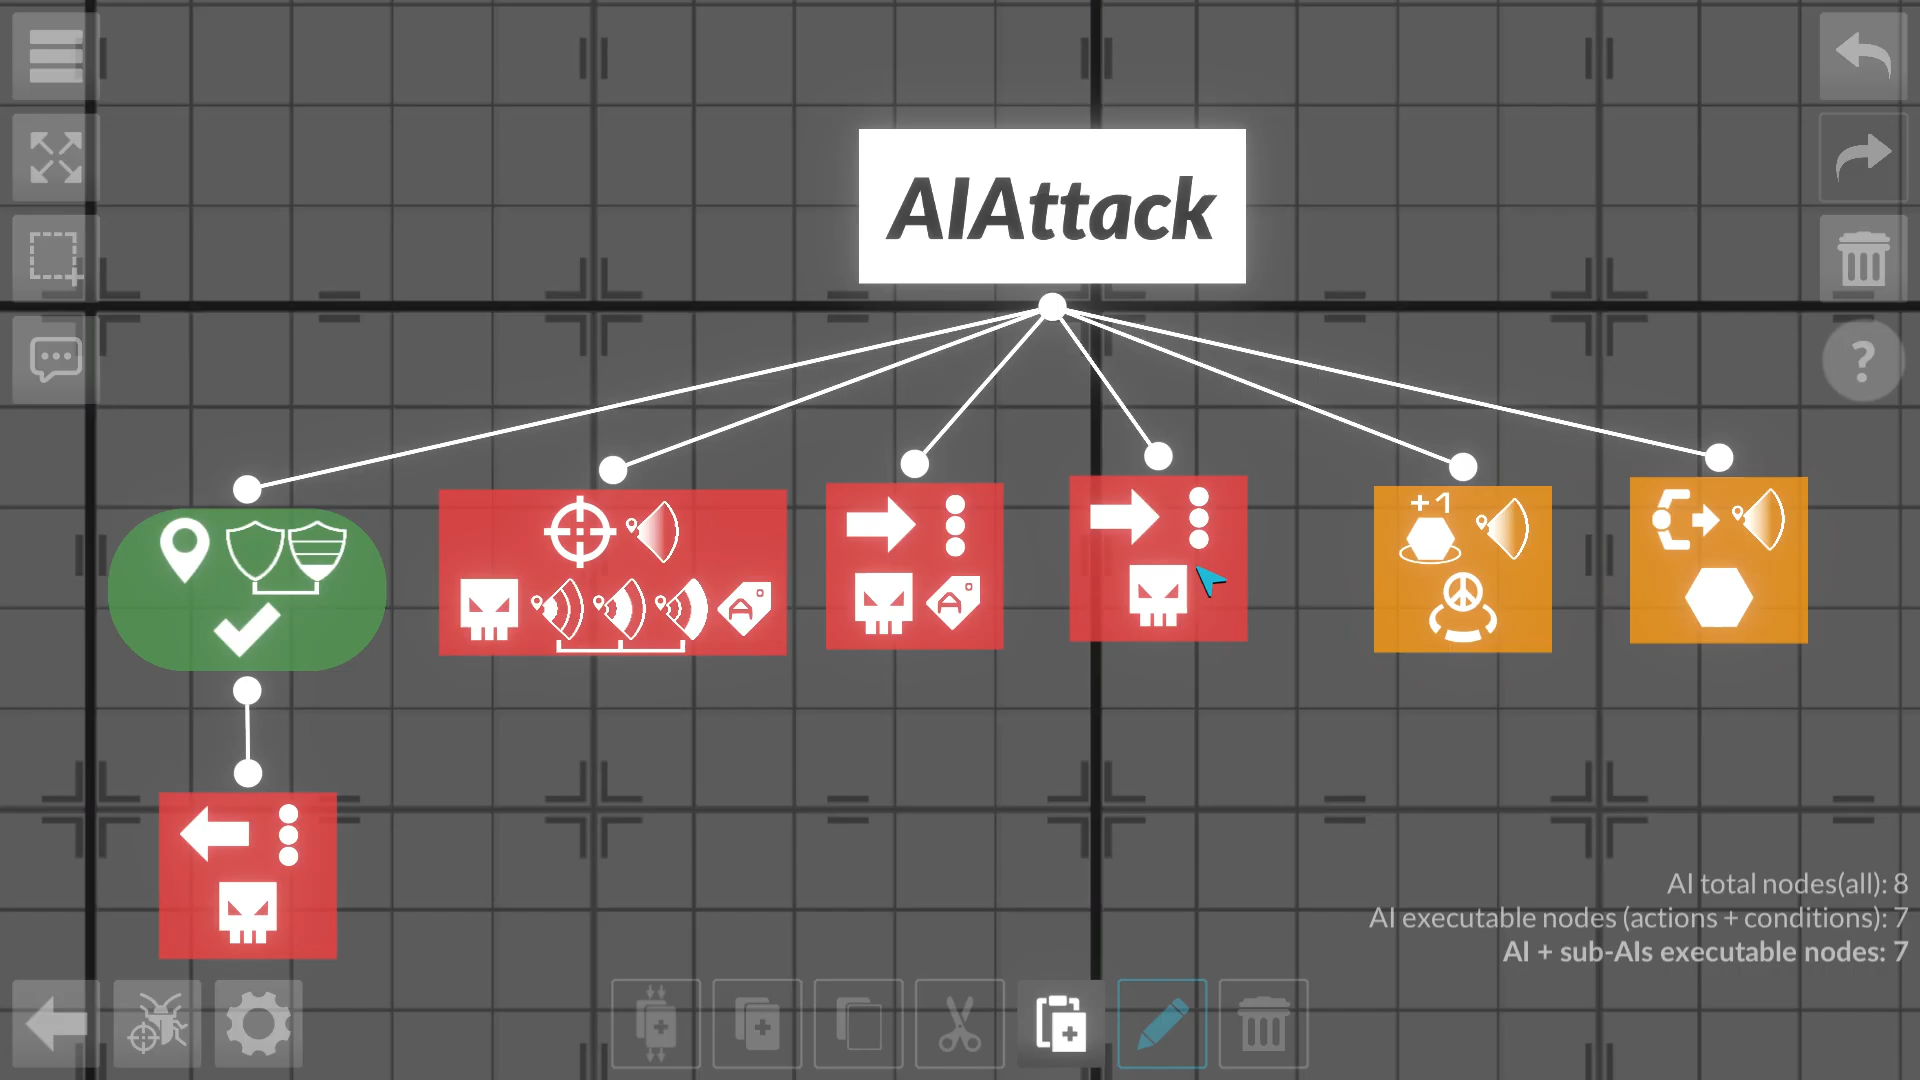 AIAttack
?
+1
A
A
AI total nodes(all): 8
AI executable nodes (actions + conditions): 7
AI + sub-AIs executable nodes: 7